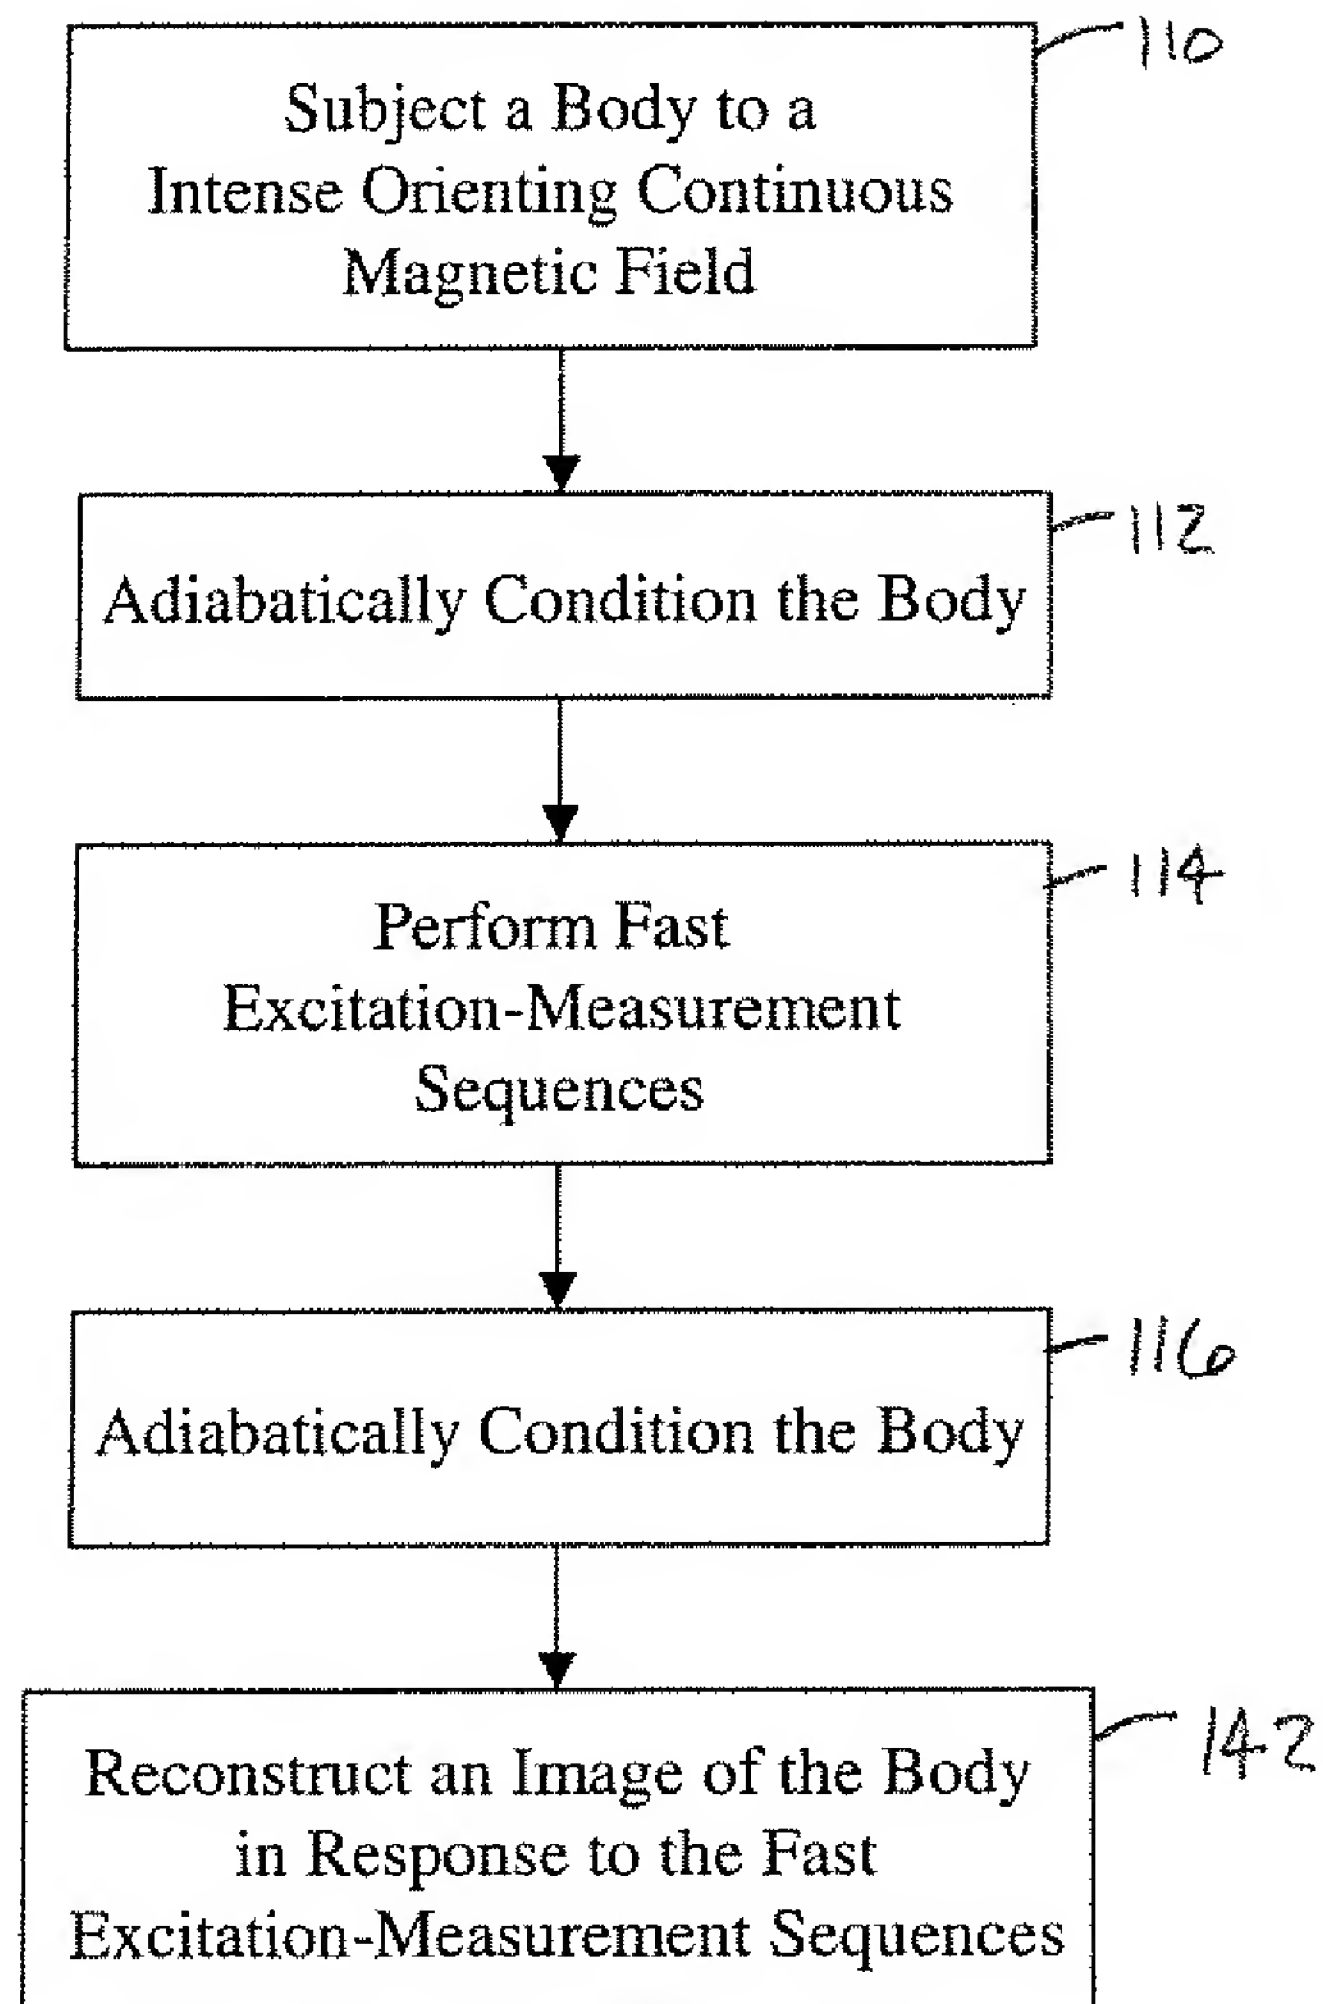 110
Subject a Body to a
Intense Orienting Continuous
Magnetic Field
112
Adiabatically Condition the Body
114
Perform Fast
Excitation-Measurement
Sequences
116
Adiabatically Condition the Body
142
Reconstruct an Image of the Body
in Response to the Fast
Excitation-Measurement Sequences